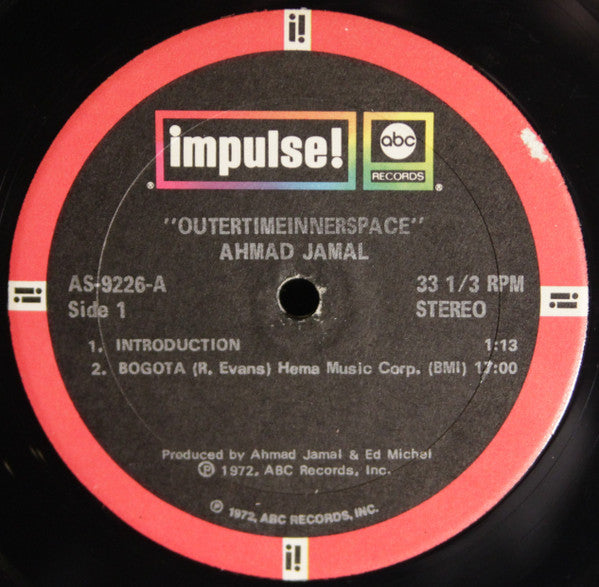 i!
impulse!
abc
RECORDS
®
®
"OUTERTIMEINNERSPACE"
AHMAD JAMAL
AS-9226-A 33 1/3 RPM
Side 1 STEREO
i! i!
1. INTRODUCTION 1:13
2. BOGOTA (R. Evans) Hema Music Corp. (BMI) 17:00
Produced by Ahmad Jamal & Ed Michel
℗ 1972, ABC Records, Inc.
© 1972, ABC RECORDS, INC.
i!